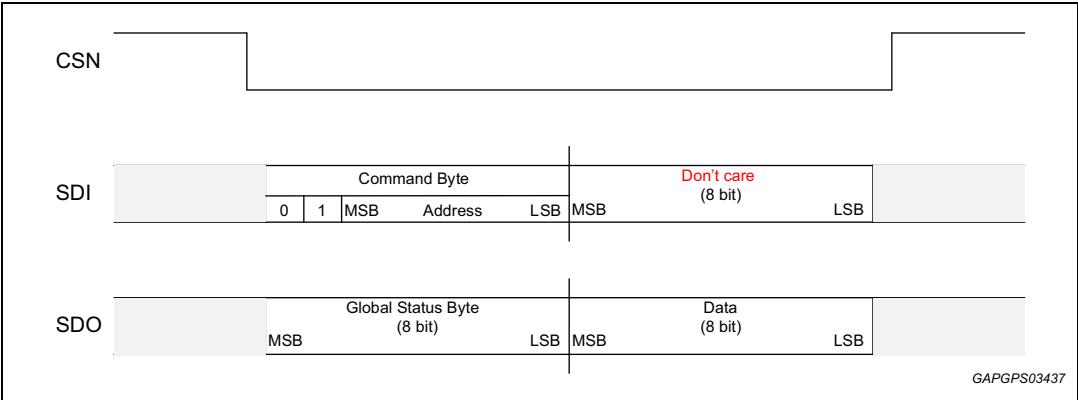 CSN
SDI
Command Byte
0 1 MSB Address LSB
Don't care
(8 bit)
MSB LSB
SDO
Global Status Byte
(8 bit)
MSB LSB
Data
(8 bit)
MSB LSB
GAPGPS03437